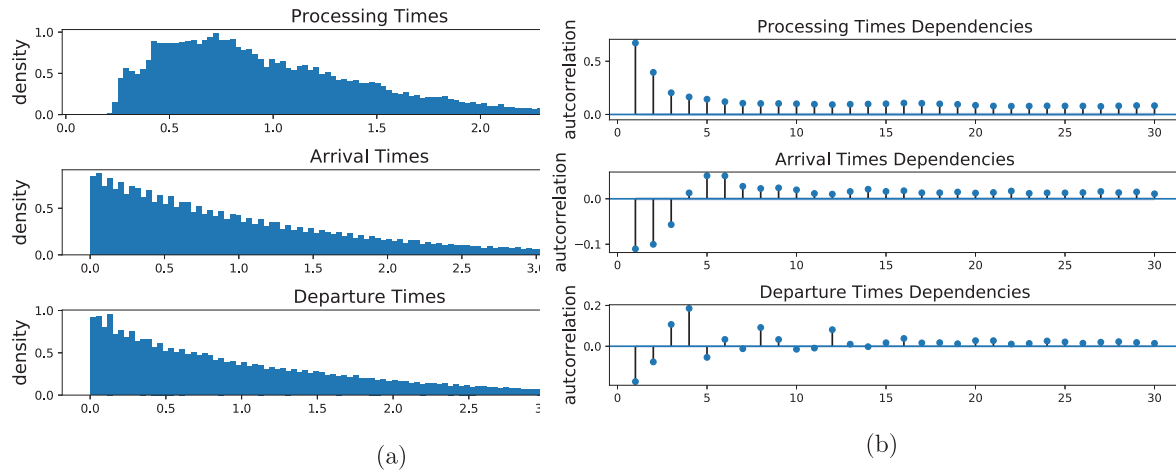 Processing Times
density
1.0
0.5
0.0
0.0 0.5 1.0 1.5 2.0
Arrival Times
density
0.5
0.0
0.0 0.5 1.0 1.5 2.0 2.5 3.0
Departure Times
density
1.0
0.5
0.0
0.0 0.5 1.0 1.5 2.0 2.5
(a)
Processing Times Dependencies
autcorrelation
0.5
0.0
0 5 10 15 20 25 30
Arrival Times Dependencies
autcorrelation
0.0
−0.1
0 5 10 15 20 25 30
Departure Times Dependencies
autcorrelation
0.2
0.0
0 5 10 15 20 25 30
(b)